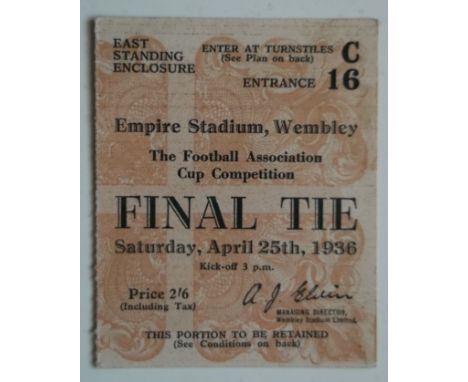 EAST
STANDING
ENCLOSURE
ENTER AT TURNSTILES C
(See Plan on back)
ENTRANCE 16
Empire Stadium, Wembley
The Football Association
Cup Competition
FINAL TIE
Saturday, April 25th, 1936
Kick-off 3 p.m.
Price 2/6
(Including Tax)
A J Elvin
MANAGING DIRECTOR,
Wembley Stadium Limited.
THIS PORTION TO BE RETAINED
(See Conditions on back)